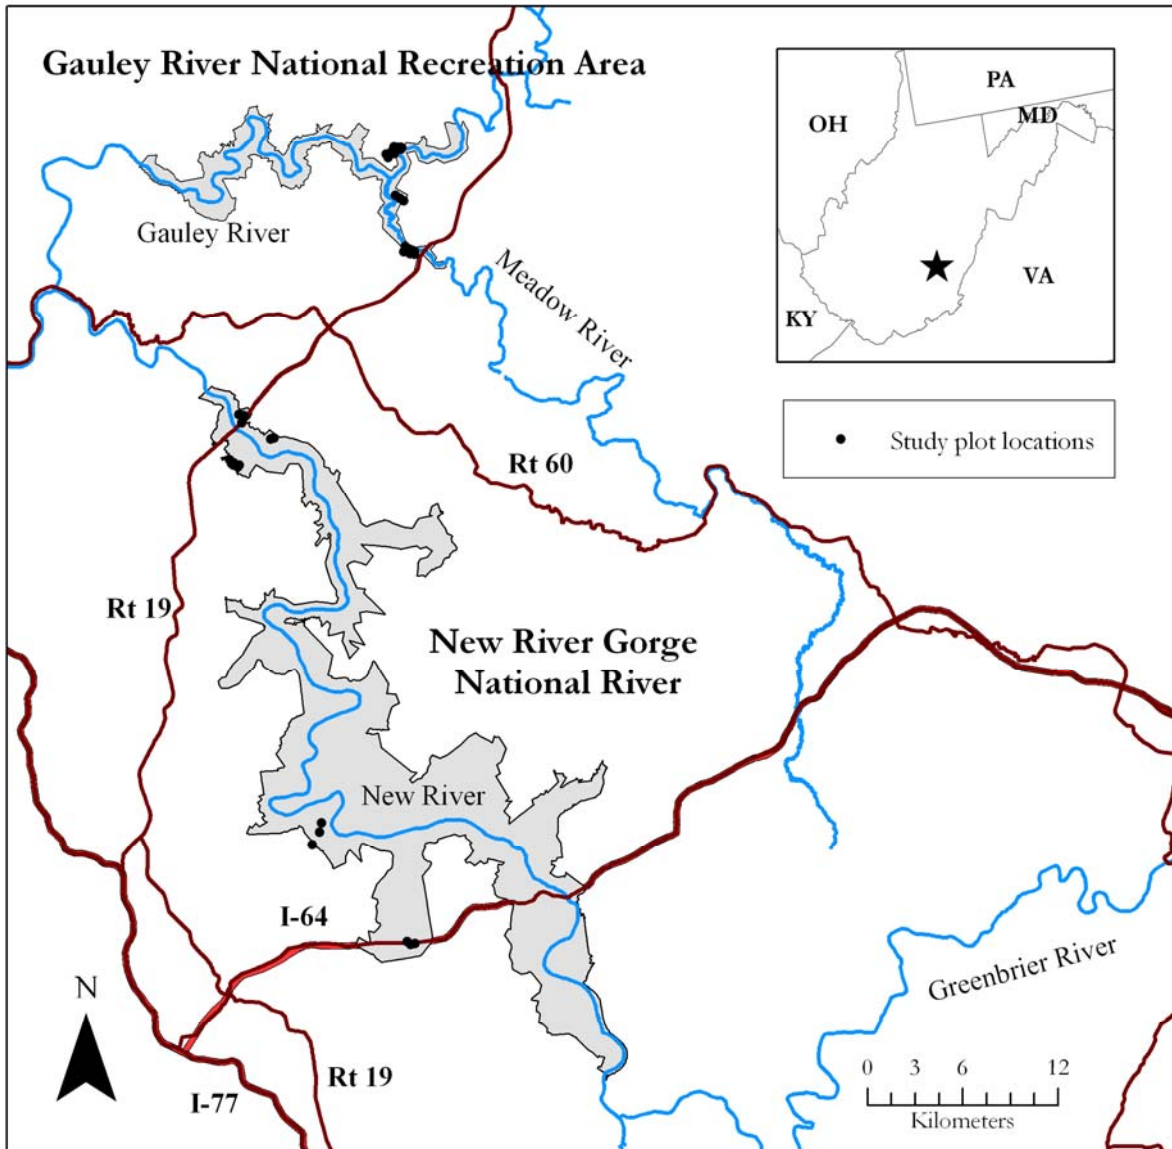 Gauley River National Recreation Area
PA
OH
MD
Gauley River
Meadow River
VA
KY
Study plot locations
Rt 60
Rt 19
New River Gorge
National River
New River
I-64
Greenbrier River
N
Rt 19
I-77
0 3 6 12
Kilometers